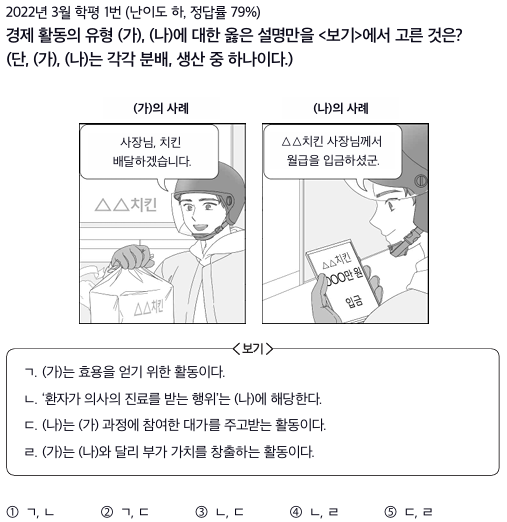 2022년 3월 학평 1번 (난이도 하, 정답률 79%)
경제 활동의 유형 (가), (나)에 대한 옳은 설명만을 <보기>에서 고른 것은?
(단, (가), (나)는 각각 분배, 생산 중 하나이다.)
(가)의 사례
(나)의 사례
사장님, 치킨
배달하겠습니다.
△△치킨
△△치킨
△△치킨 사장님께서
월급을 입금하셨군.
△△치킨
○○○만 원
입금
<보기>
ㄱ. (가)는 효용을 얻기 위한 활동이다.
ㄴ. '환자가 의사의 진료를 받는 행위'는 (나)에 해당한다.
ㄷ. (나)는 (가) 과정에 참여한 대가를 주고받는 활동이다.
ㄹ. (가)는 (나)와 달리 부가 가치를 창출하는 활동이다.
① ㄱ, ㄴ ② ㄱ, ㄷ ③ ㄴ, ㄷ ④ ㄴ, ㄹ ⑤ ㄷ, ㄹ